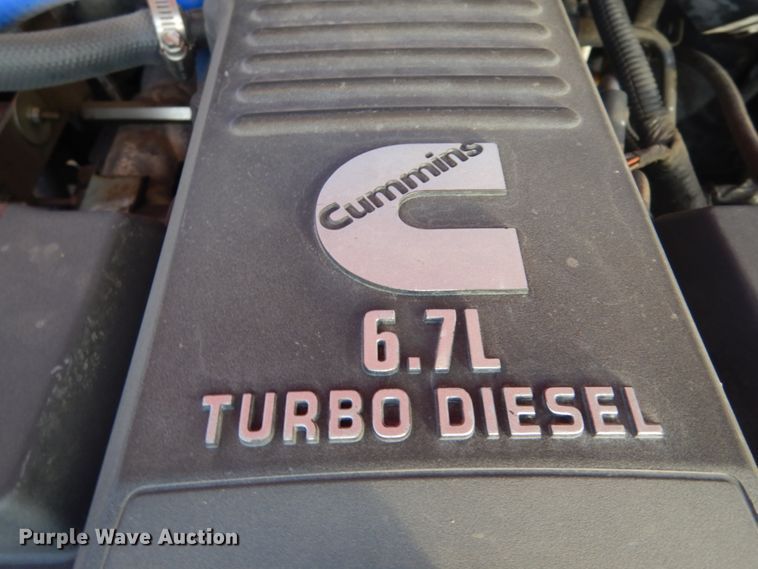 Cummins
6.7L
TURBO DIESEL
Purple Wave Auction